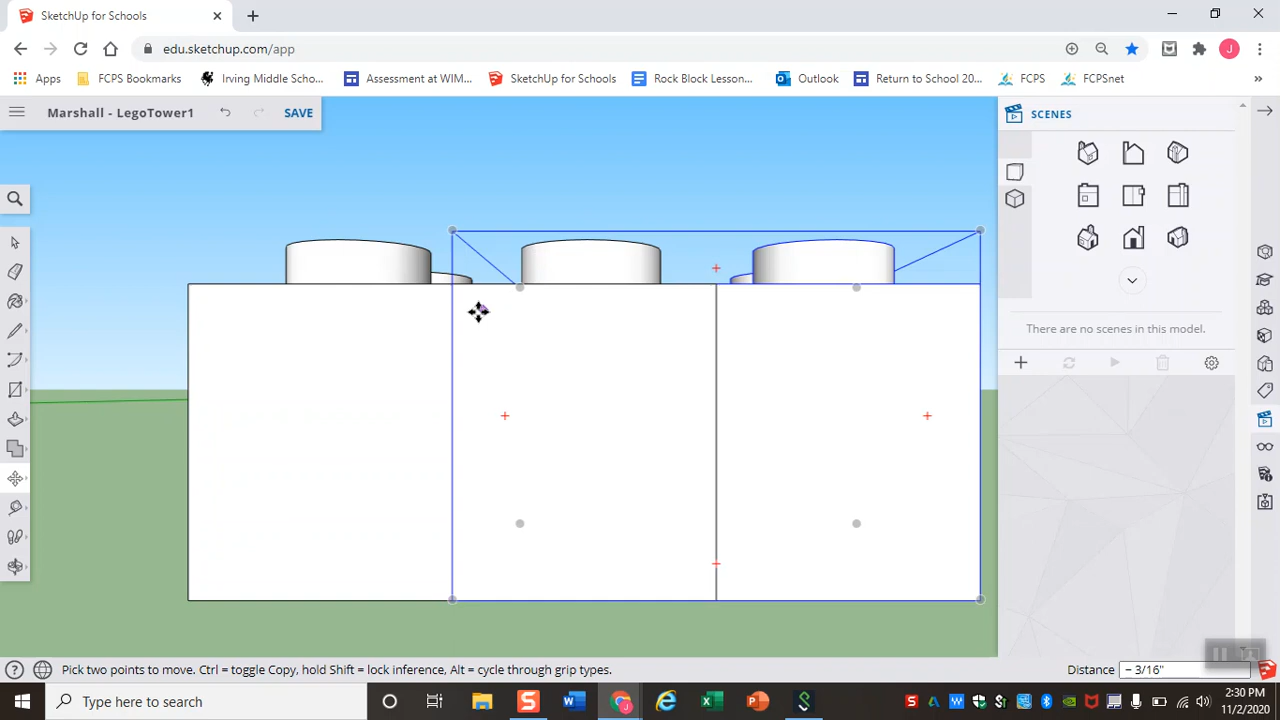 SketchUp for Schools
edu.sketchup.com/app
J
Apps
FCPS Bookmarks
Irving Middle Scho...
Assessment at WIM...
SketchUp for Schools
Rock Block Lesson...
Outlook
Return to School 20...
FCPS
FCPSnet
»
Marshall - LegoTower1
SAVE
SCENES
There are no scenes in this model.
Pick two points to move. Ctrl = toggle Copy, hold Shift = lock inference, Alt = cycle through grip types.
Distance
~ 3/16"
Type here to search
2:30 PM
11/2/2020